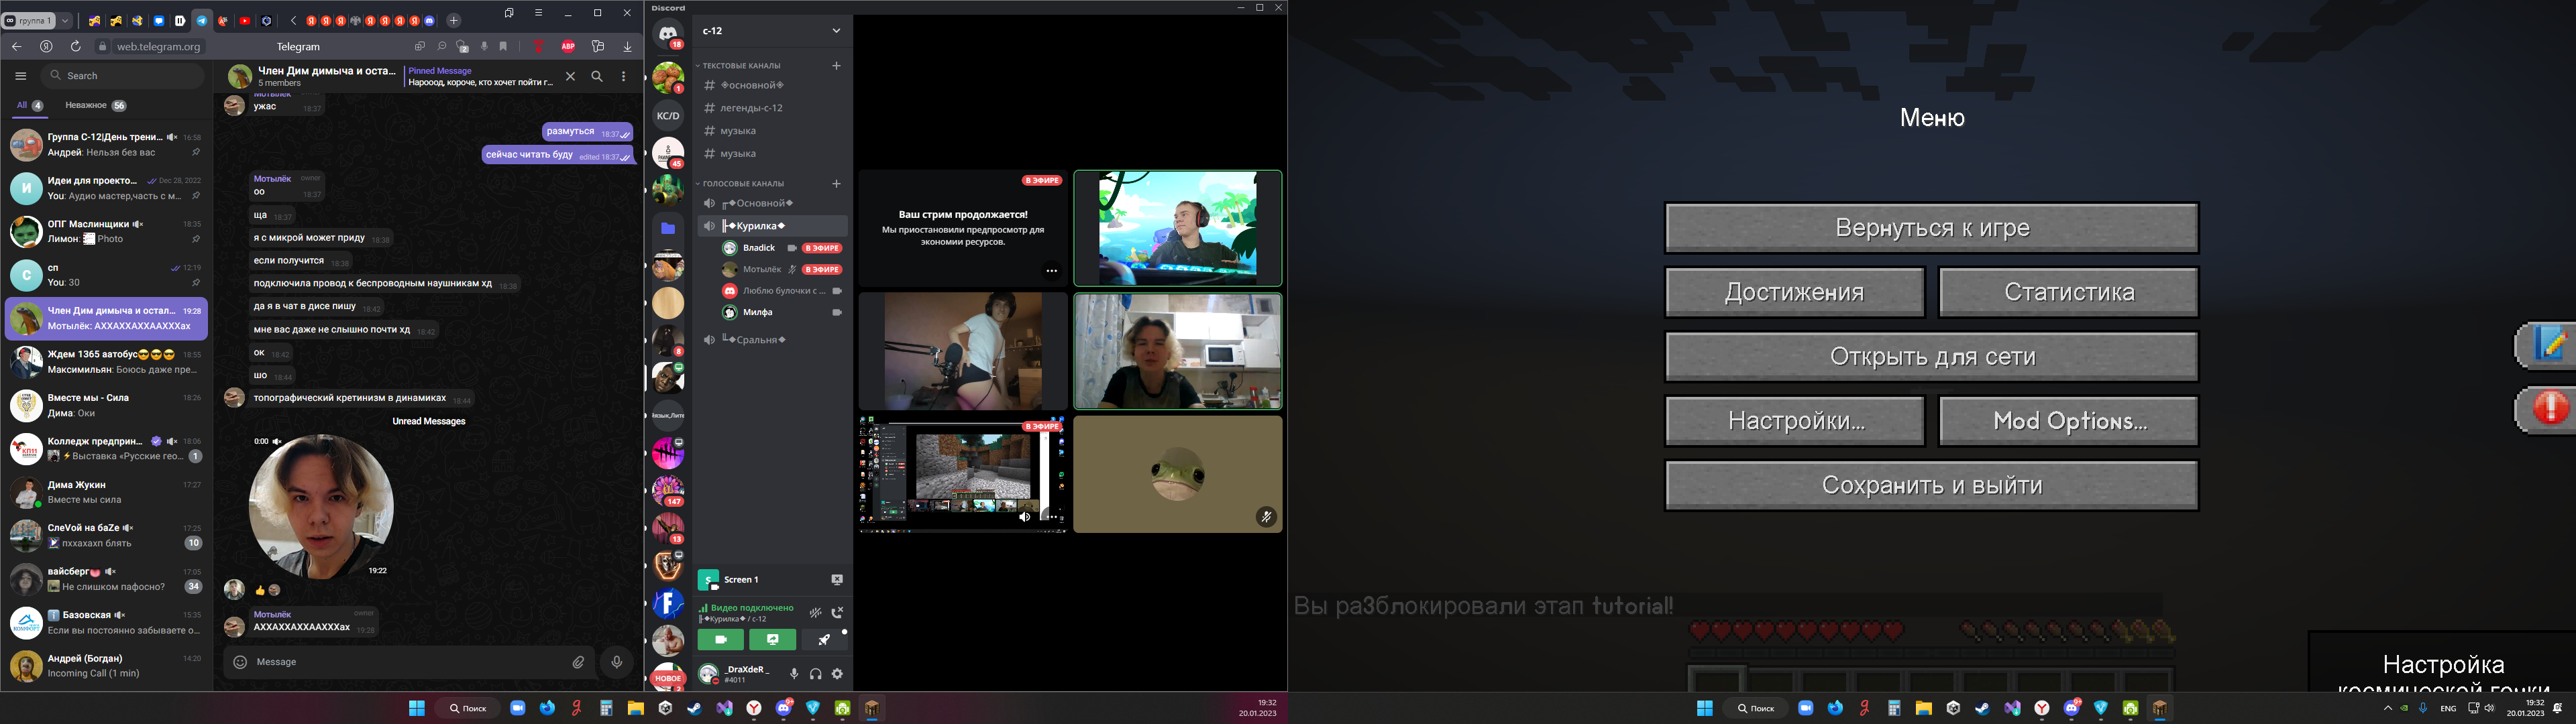 группа 1
web.telegram.org
Telegram
ABP
Search
All 4
Неважное 56
Группа С-12|День трени... 16:58
Андрей: Нельзя без вас
Идеи для проекто... Dec 28, 2022
You: Аудио мастер,часть с м...
ОПГ Маслинщики 18:35
Лимон: Photo
сп 12:19
You: 30
Член Дим димыча и остал... 19:28
Мотылёк: АХХАХХАХХААХХХах
Ждем 1365 аатобус😎😎😎 18:55
Максимильян: Боюсь даже пре...
Вместе мы - Сила 18:26
Дима: Оки
Колледж предприн... 18:06
⚡Выставка «Русские гео... 1
Дима Жукин 17:27
Вместе мы сила
СлеVой на баZе 17:25
пххахахп блять 10
вайсберг 17:05
Не слишком пафосно? 34
Базовская 15:35
Если вы постоянно забываете о...
Андрей (Богдан) 14:20
Incoming Call (1 min)
Член Дим димыча и оста...
5 members
Pinned Message
Нарооод, короче, кто хочет пойти г...
Мотылёк
ужас 18:37
размуться 18:37
сейчас читать буду edited 18:37
Мотылёк owner
оо 18:37
ща 18:37
я с микрой может приду 18:38
если получится 18:38
подключила провод к беспроводным наушникам хд 18:38
да я в чат в дисе пишу 18:42
мне вас даже не слышно почти хд 18:42
ок 18:42
шо 18:44
топографический кретинизм в динамиках 18:44
Unread Messages
0:00
19:22
Мотылёк owner
АХХАХХАХХААХХХах 19:28
Message
Discord
18
1
KC/D
45
8
147
13
НОВОЕ
с-12
ТЕКСТОВЫЕ КАНАЛЫ
# ◈основной◈
# легенды-с-12
# музыка
# музыка
ГОЛОСОВЫЕ КАНАЛЫ
╔◆Основной◆
╠◆Курилка◆
Владick В ЭФИРЕ
Мотылёк В ЭФИРЕ
Люблю булочки с ...
Милфа
╚◆Сральня◆
Screen 1
Видео подключено
╠◆Курилка◆ / с-12
_DraXdeR_
#4011
В ЭФИРЕ
Ваш стрим продолжается!
Мы приостановили предпросмотр для
экономии ресурсов.
В ЭФИРЕ
Меню
Вернуться к игре
Достижения
Статистика
Открыть для сети
Настройки...
Mod Options...
Сохранить и выйти
Вы раЗблокировали этап tutorial!
Настройка
космической гонки
Поиск
19:32
20.01.2023
Поиск
ENG
19:32
20.01.2023